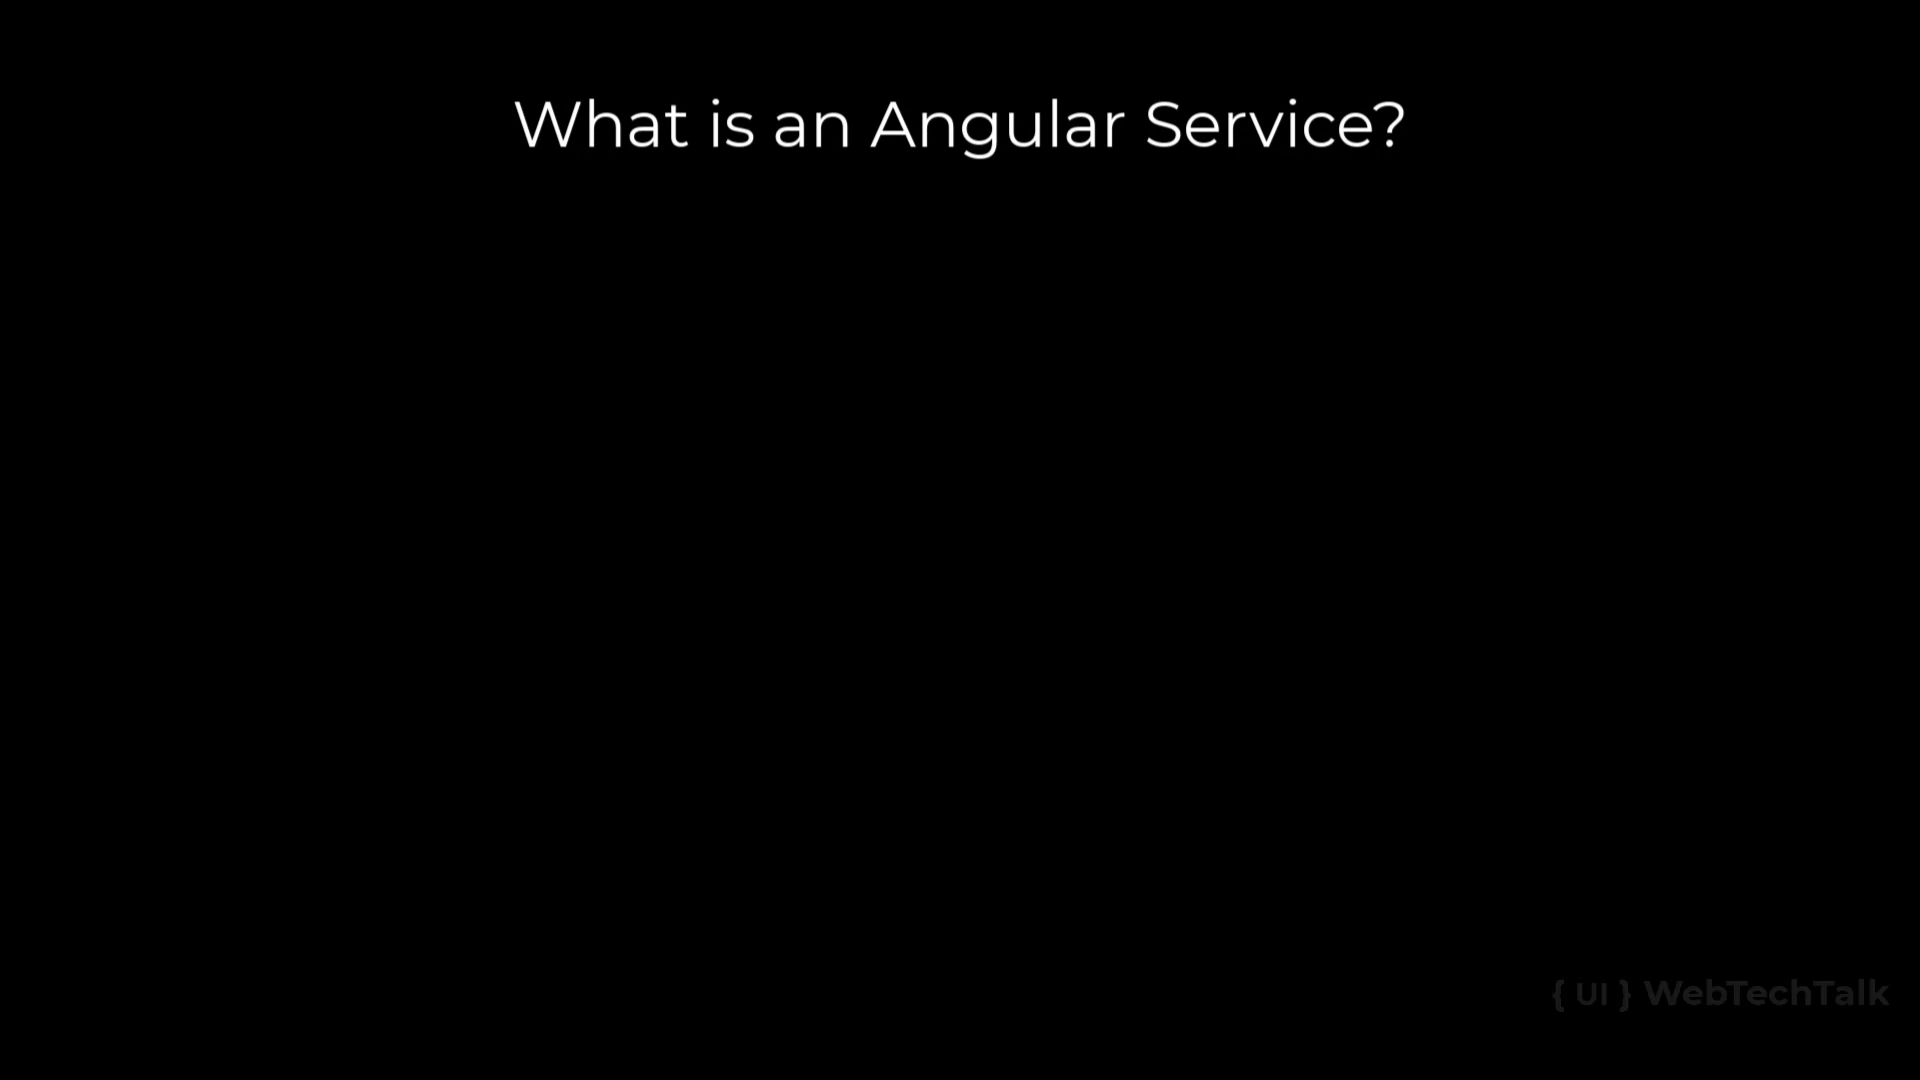 What is an Angular Service?
{ UI } WebTechTalk